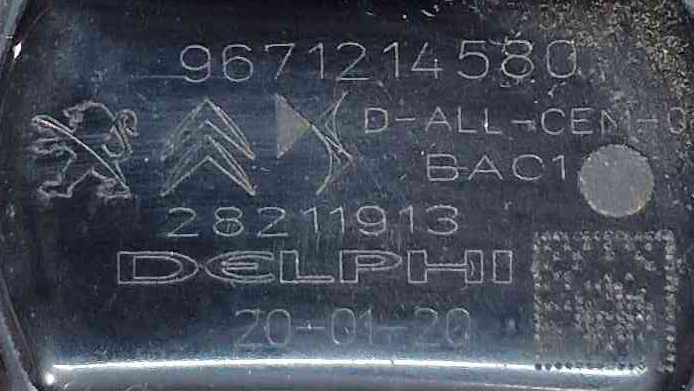 9671214580
D-ALL-CEN-0
BAC1
28211913
DELPHI
20-01-20